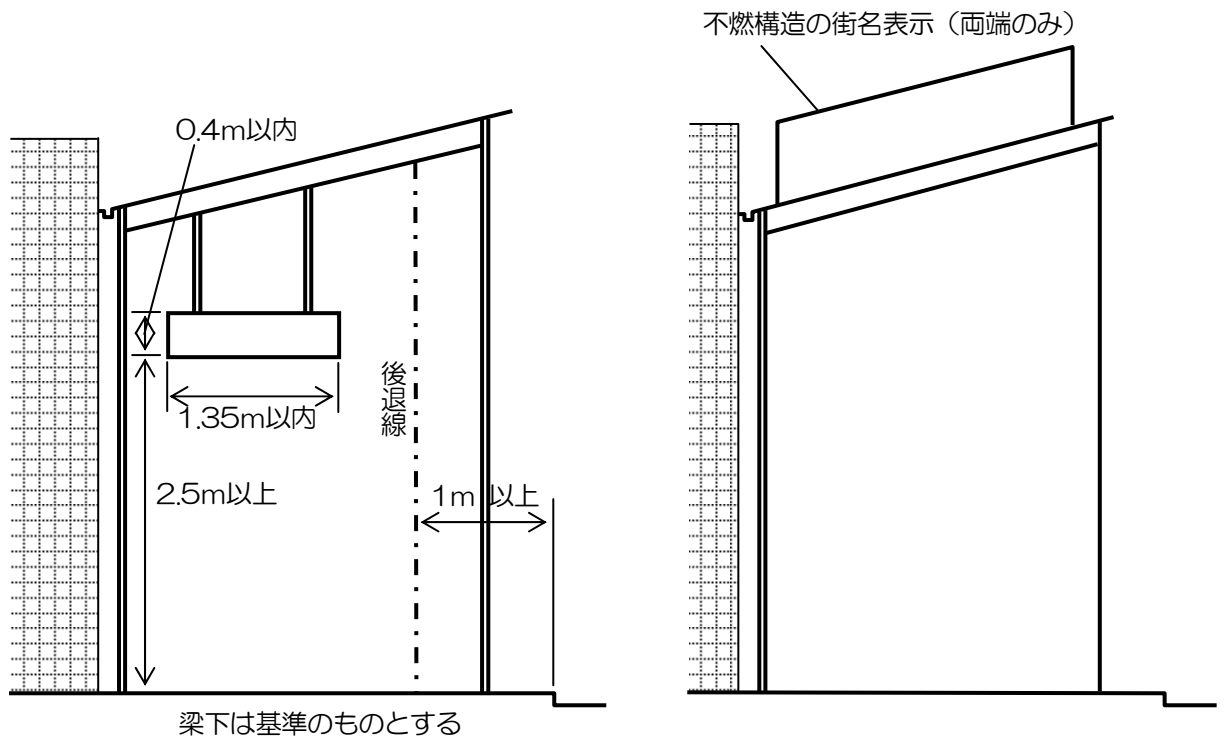 不燃構造の街名表示（両端のみ）
0.4m以内
後退線
1.35m以内
2.5m以上
1m 以上
梁下は基準のものとする